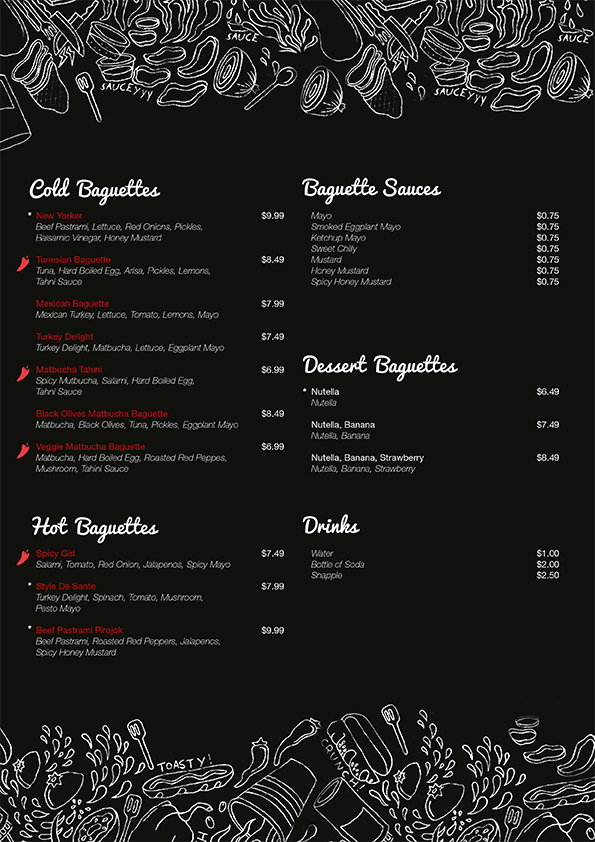 SAUCE
SAUCEYYY
SAUCE
SAUCEYYY
Cold Baguettes
* New Yorker $9.99
Beef Pastrami, Lettuce, Red Onions, Pickles,
Balsamic Vinegar, Honey Mustard
Tunesian Baguette $8.49
Tuna, Hard Boiled Egg, Arisa, Pickles, Lemons,
Tahni Sauce
Mexican Baguette $7.99
Mexican Turkey, Lettuce, Tomato, Lemons, Mayo
Turkey Delight $7.49
Turkey Delight, Matbucha, Lettuce, Eggplant Mayo
Matbucha Tahini $6.99
Spicy Mutbucha, Salami, Hard Boiled Egg,
Tahni Sauce
Black Olives Matbucha Baguette $8.49
Matbucha, Black Olives, Tuna, Pickles, Eggplant Mayo
Veggie Matbucha Baguette $6.99
Matbucha, Hard Boiled Egg, Roasted Red Peppes,
Mushroom, Tahini Sauce
Hot Baguettes
Spicy Girl $7.49
Salami, Tomato, Red Onion, Jalapenos, Spicy Mayo
* Style De Sante $7.99
Turkey Delight, Spinach, Tomato, Mushroom,
Pesto Mayo
* Beef Pastrami Pirojok $9.99
Beef Pastrami, Roasted Red Peppers, Jalapenos,
Spicy Honey Mustard
Baguette Sauces
Mayo $0.75
Smoked Eggplant Mayo $0.75
Ketchup Mayo $0.75
Sweet Chlily $0.75
Mustard $0.75
Honey Mustard $0.75
Spicy Honey Mustard $0.75
Dessert Baguettes
* Nutella $6.49
Nutella
Nutella, Banana $7.49
Nutella, Banana
Nutella, Banana, Strawberry $8.49
Nutella, Banana, Strawberry
Drinks
Water $1.00
Bottle of Soda $2.00
Snapple $2.50
TOASTY!
CRUNCH!